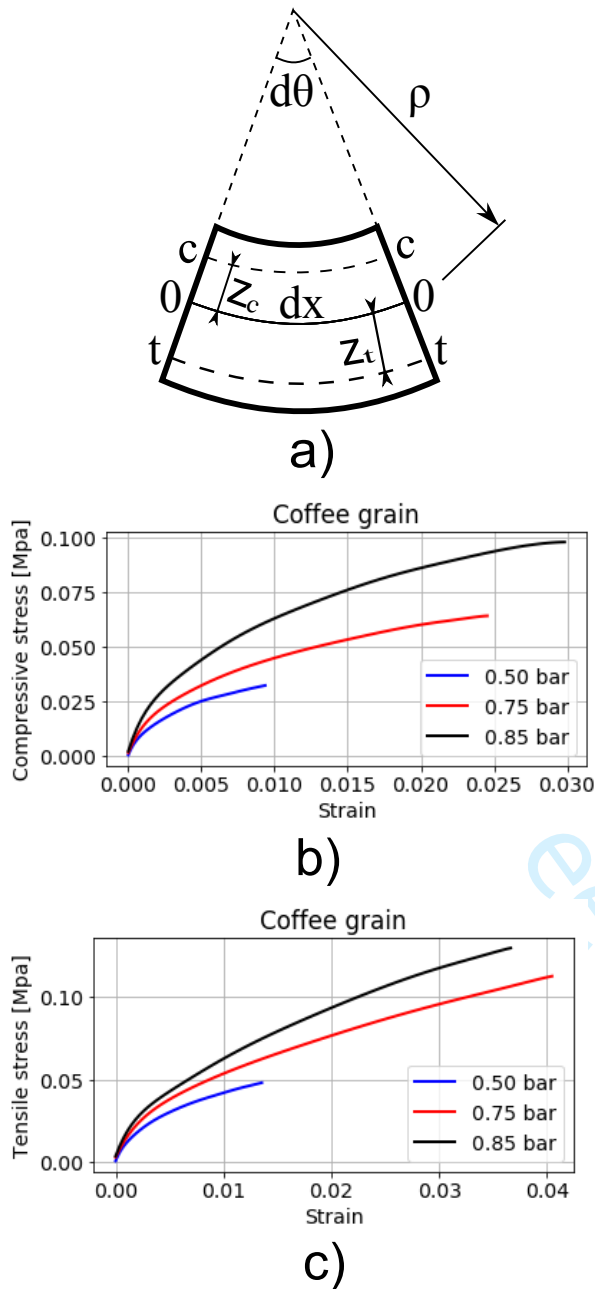 dθ
ρ
c c
0 dx 0
Zc
t Zt t
a)
Coffee grain
Compressive stress [Mpa]
0.100
0.075
0.050
0.025
0.000
0.50 bar
0.75 bar
0.85 bar
0.000 0.005 0.010 0.015 0.020 0.025 0.030
Strain
b)
Coffee grain
Tensile stress [Mpa]
0.10
0.05
0.00
0.50 bar
0.75 bar
0.85 bar
0.00 0.01 0.02 0.03 0.04
Strain
c)